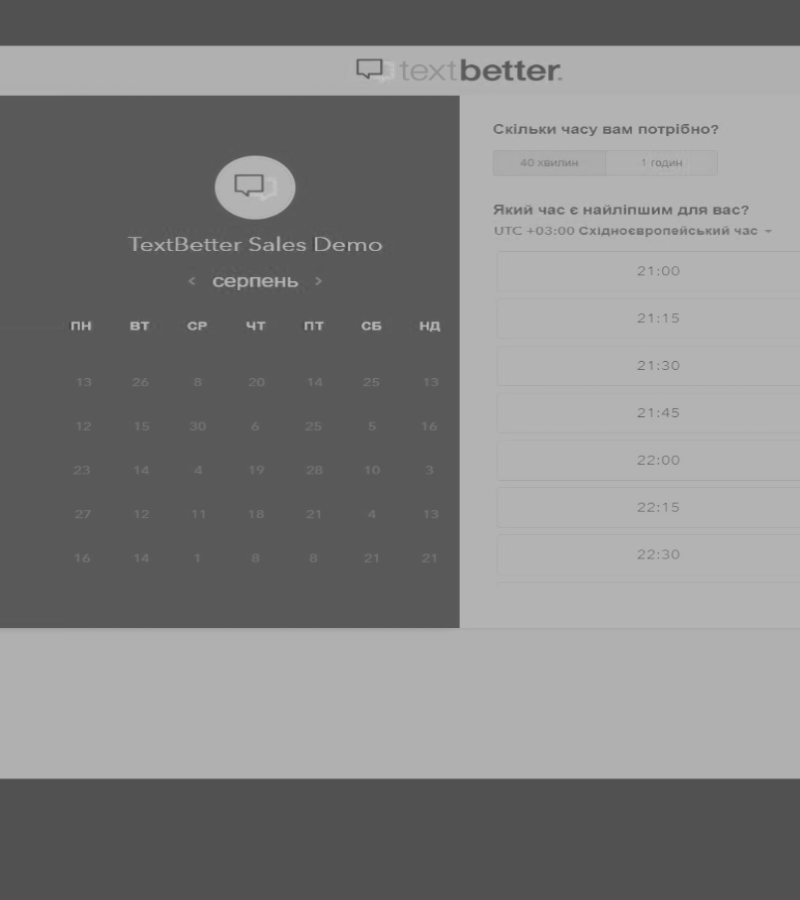 textbetter.
TextBetter Sales Demo
< серпень >
ПН ВТ СР ЧТ ПТ СБ НД
13 26 8 20 14 25 13
12 15 30 6 25 5 16
23 14 4 19 28 10 3
27 12 11 18 21 4 13
16 14 1 8 8 21 21
Скільки часу вам потрібно?
40 хвилин 1 годин
Який час є найліпшим для вас?
UTC +03:00 Східноєвропейський час
21:00
21:15
21:30
21:45
22:00
22:15
22:30